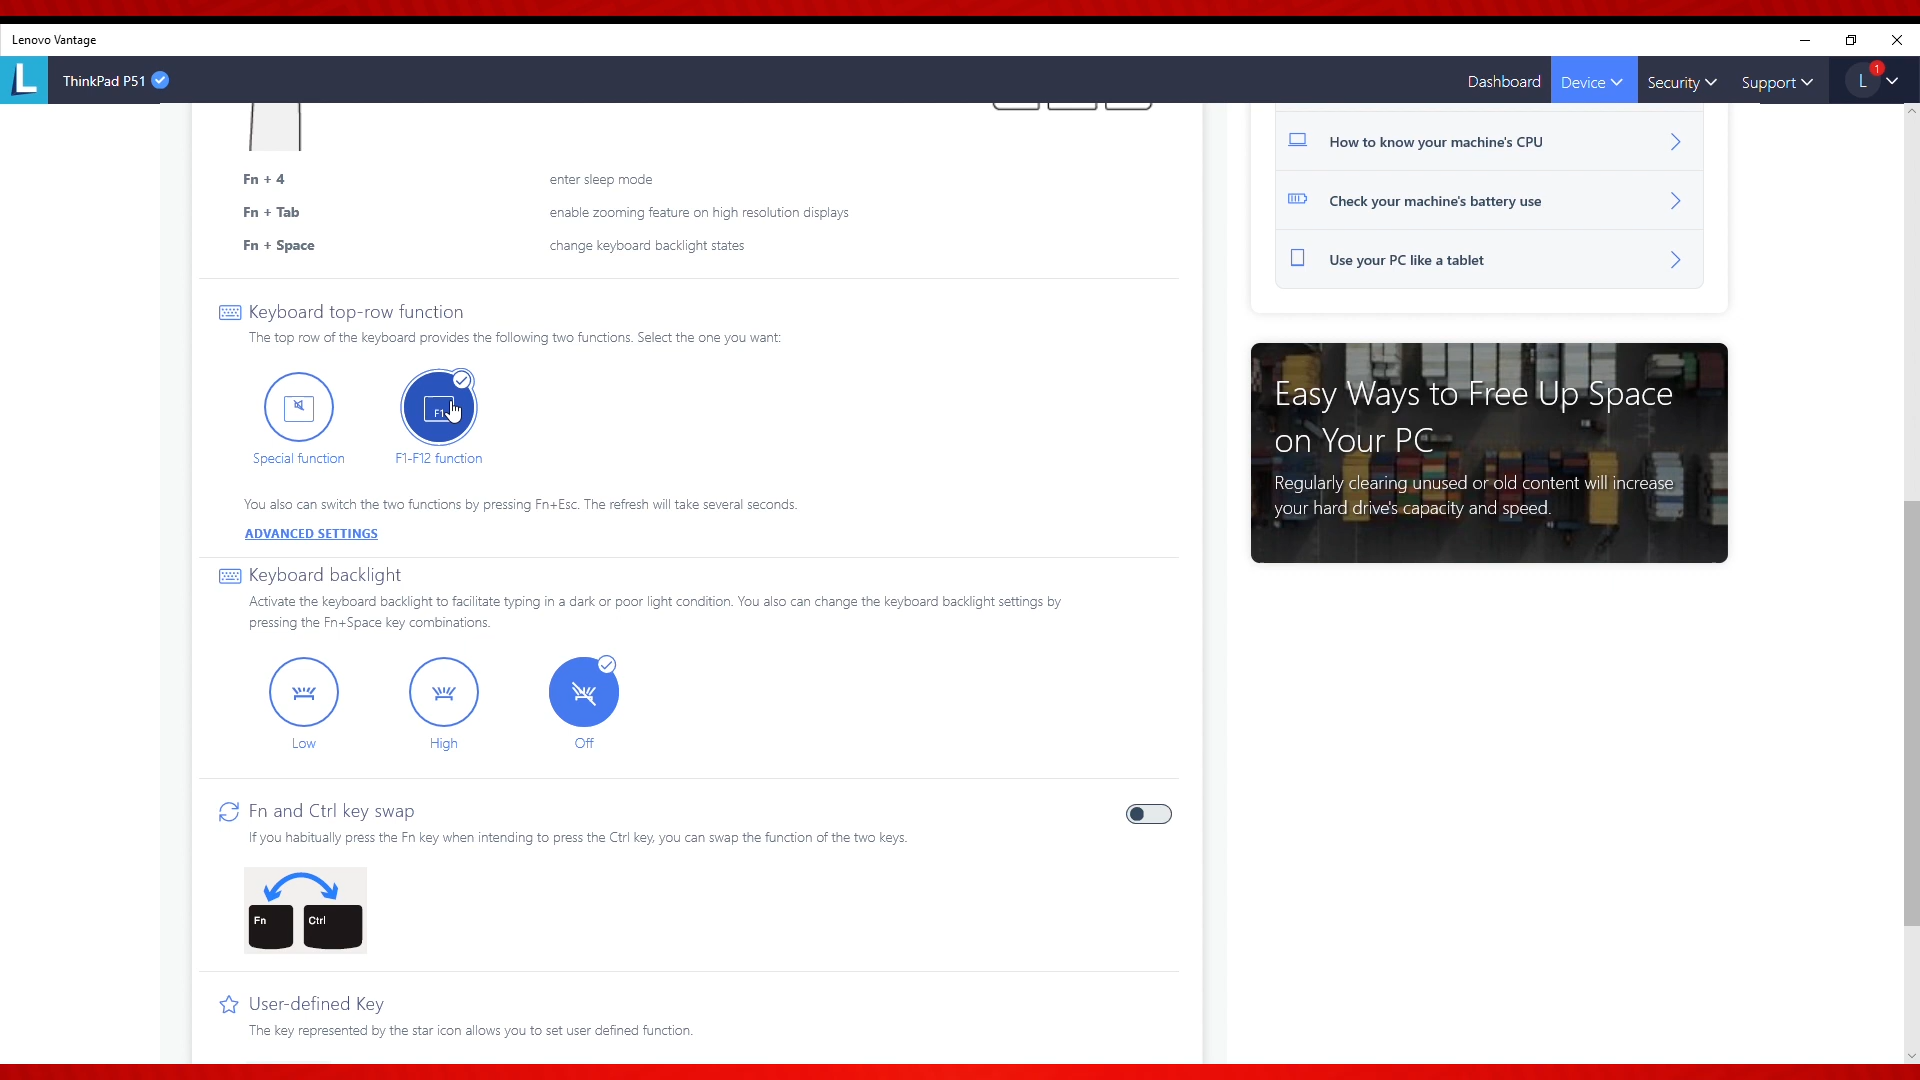 Lenovo Vantage
L ThinkPad P51 Dashboard Device Security Support L 1
Fn + 4 enter sleep mode
Fn + Tab enable zooming feature on high resolution displays
Fn + Space change keyboard backlight states
Keyboard top-row function
The top row of the keyboard provides the following two functions. Select the one you want:
F1
Special function F1-F12 function
You also can switch the two functions by pressing Fn+Esc. The refresh will take several seconds.
ADVANCED SETTINGS
Keyboard backlight
Activate the keyboard backlight to facilitate typing in a dark or poor light condition. You also can change the keyboard backlight settings by
pressing the Fn+Space key combinations.
Low High Off
Fn and Ctrl key swap
If you habitually press the Fn key when intending to press the Ctrl key, you can swap the function of the two keys.
Fn Ctrl
User-defined Key
The key represented by the star icon allows you to set user defined function.
How to know your machine's CPU
Check your machine's battery use
Use your PC like a tablet
Easy Ways to Free Up Space
on Your PC
Regularly clearing unused or old content will increase
your hard drive's capacity and speed.